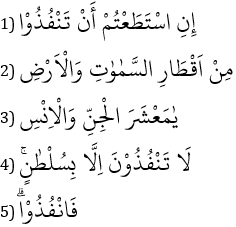 1) إِنِ اسْتَطَعْتُمْ أَنْ تَنْفُذُوْا
2) مِنْ اَقْطَارِ السَّمٰوٰتِ وَالْاَرْضِ
3) يٰمَعْشَرَ الْجِنِّ وَالْاِنْسِ
4) لَا تَنْفُذُوْنَ اِلَّا بِسُلْطٰنٍۚ
5) فَانْفُذُوْاۗ